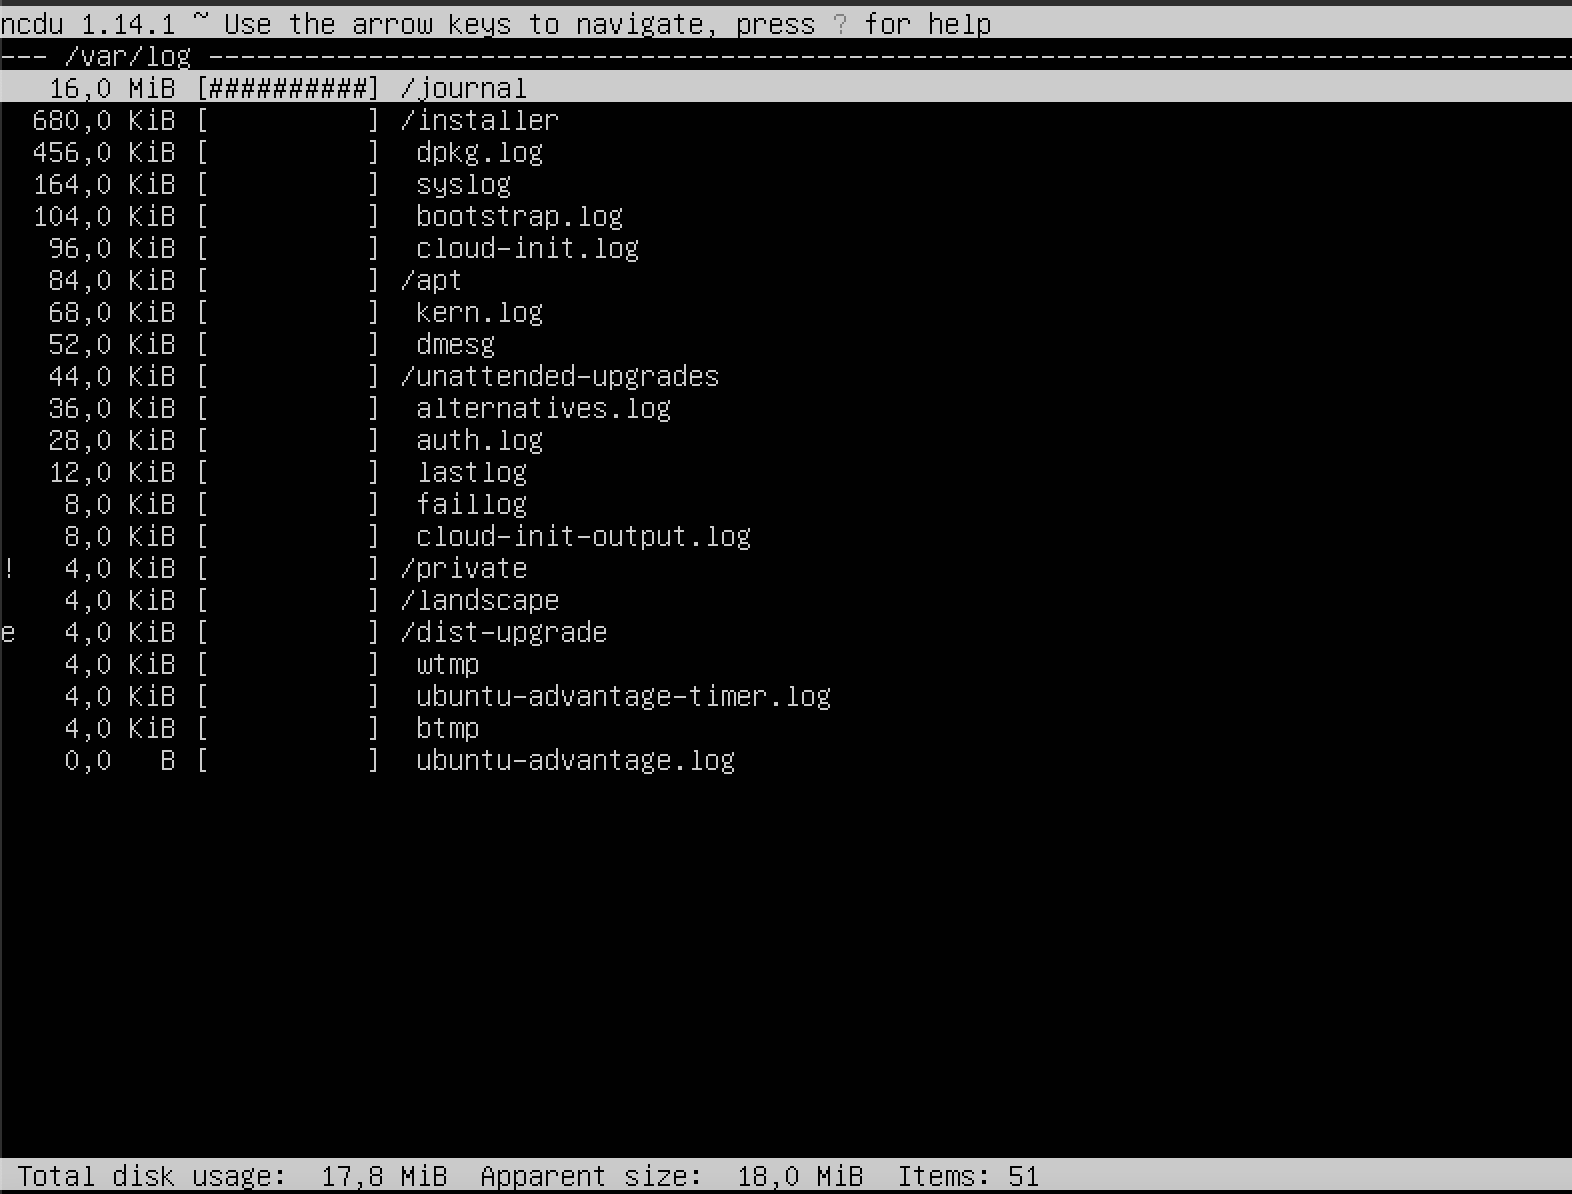 ncdu 1.14.1 ~ Use the arrow keys to navigate, press ? for help
--- /var/log --------------------------------------------------------------------------------------
16,0 MiB [##########] /journal
680,0 KiB [          ] /installer
456,0 KiB [          ]  dpkg.log
164,0 KiB [          ]  syslog
104,0 KiB [          ]  bootstrap.log
96,0 KiB [          ]  cloud-init.log
84,0 KiB [          ] /apt
68,0 KiB [          ]  kern.log
52,0 KiB [          ]  dmesg
44,0 KiB [          ] /unattended-upgrades
36,0 KiB [          ]  alternatives.log
28,0 KiB [          ]  auth.log
12,0 KiB [          ]  lastlog
8,0 KiB [          ]  faillog
8,0 KiB [          ]  cloud-init-output.log
! 4,0 KiB [          ] /private
4,0 KiB [          ] /landscape
e 4,0 KiB [          ] /dist-upgrade
4,0 KiB [          ]  wtmp
4,0 KiB [          ]  ubuntu-advantage-timer.log
4,0 KiB [          ]  btmp
0,0 B [          ]  ubuntu-advantage.log
Total disk usage: 17,8 MiB Apparent size: 18,0 MiB Items: 51